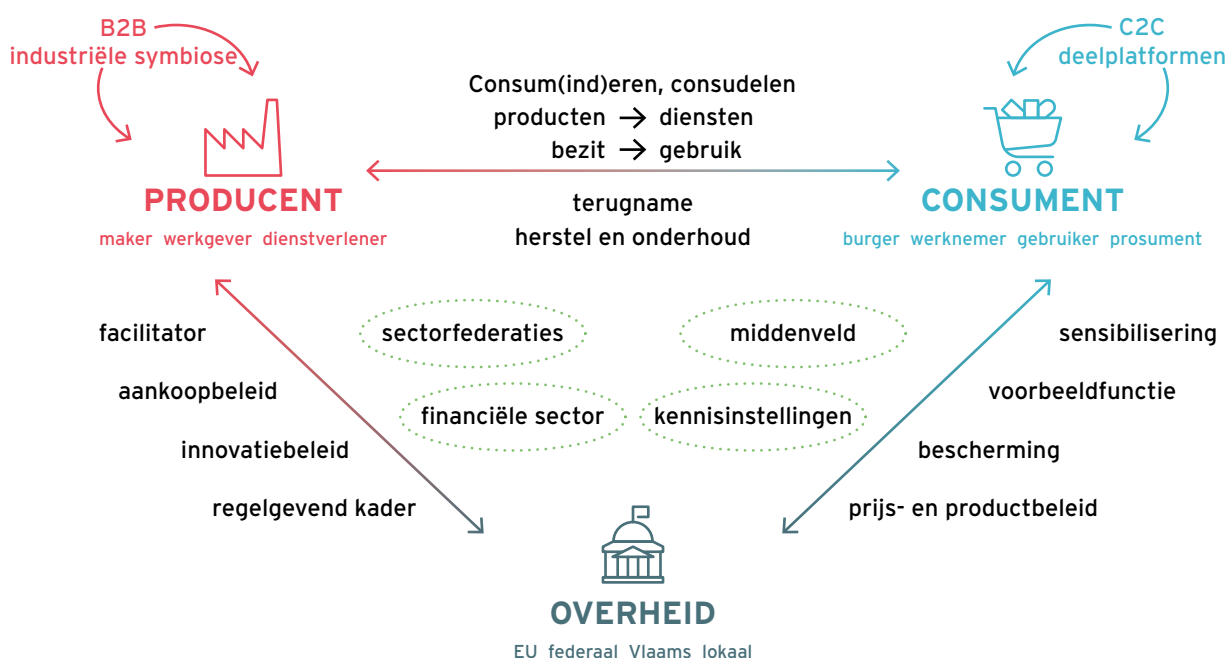 B2B
industriële symbiose
C2C
deelplatformen
Consum(ind)eren, consudelen
producten → diensten
bezit → gebruik
PRODUCENT
maker werkgever dienstverlener
terugname
herstel en onderhoud
CONSUMENT
burger werknemer gebruiker prosument
facilitator
aankoopbeleid
innovatiebeleid
regelgevend kader
sectorfederaties
middenveld
financiële sector
kennisinstellingen
sensibilisering
voorbeeldfunctie
bescherming
prijs- en productbeleid
OVERHEID
EU federaal Vlaams lokaal